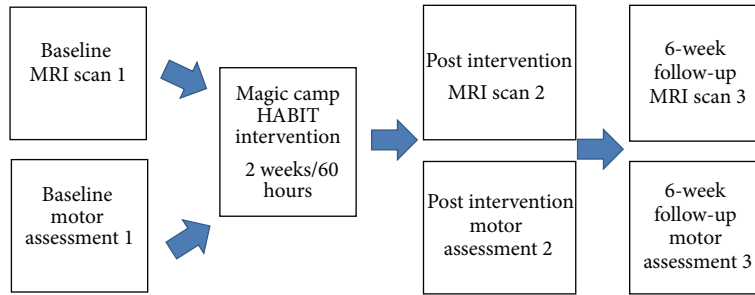 Baseline
MRI scan 1
Baseline
motor
assessment 1
Magic camp
HABIT
intervention
2 weeks/60
hours
Post intervention
MRI scan 2
Post intervention
motor
assessment 2
6-week
follow-up
MRI scan 3
6-week
follow-up
motor
assessment 3